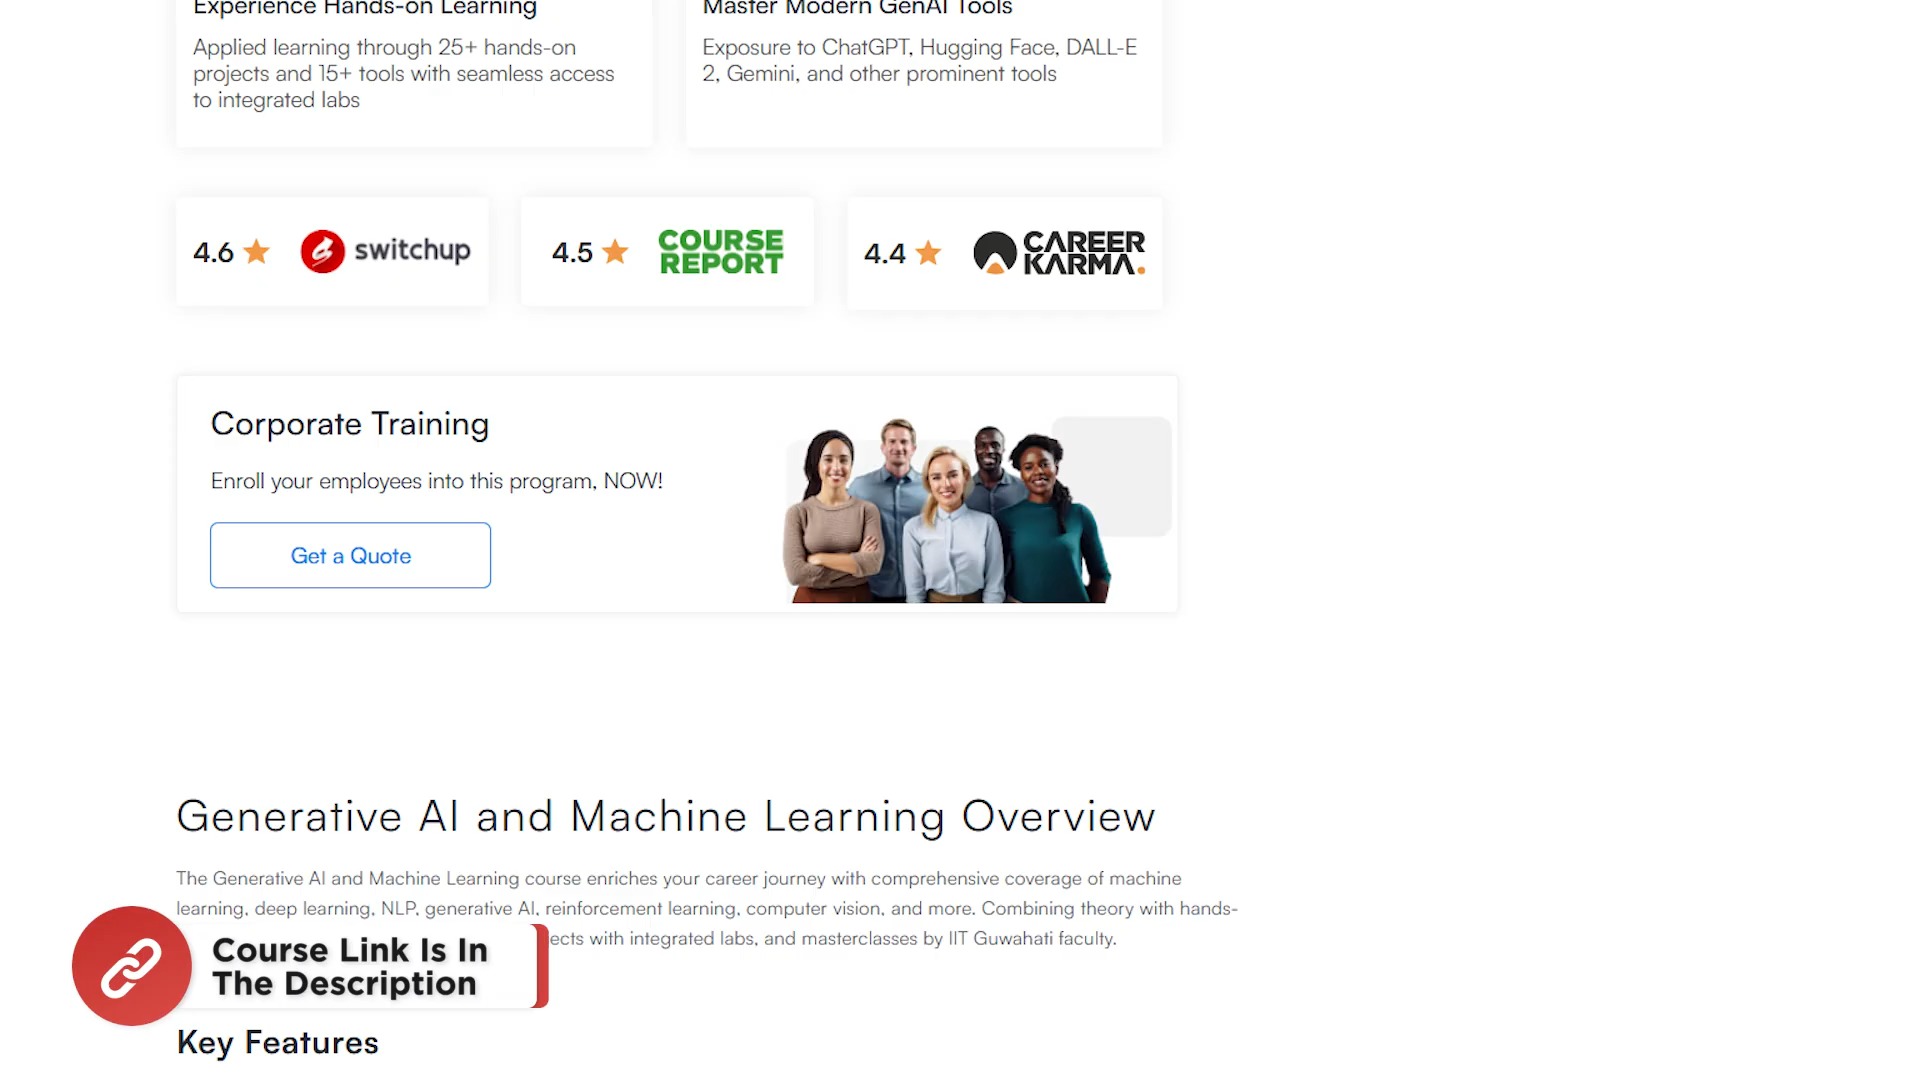 Experience Hands-on Learning
Applied learning through 25+ hands-on
projects and 15+ tools with seamless access
to integrated labs
Master Modern GenAI Tools
Exposure to ChatGPT, Hugging Face, DALL-E
2, Gemini, and other prominent tools
4.6 switchup
4.5 COURSE
REPORT
4.4 CAREER
KARMA.
Corporate Training
Enroll your employees into this program, NOW!
Get a Quote
Generative AI and Machine Learning Overview
The Generative AI and Machine Learning course enriches your career journey with comprehensive coverage of machine
learning, deep learning, NLP, generative AI, reinforcement learning, computer vision, and more. Combining theory with hands-
ects with integrated labs, and masterclasses by IIT Guwahati faculty.
Course Link Is In
The Description
Key Features